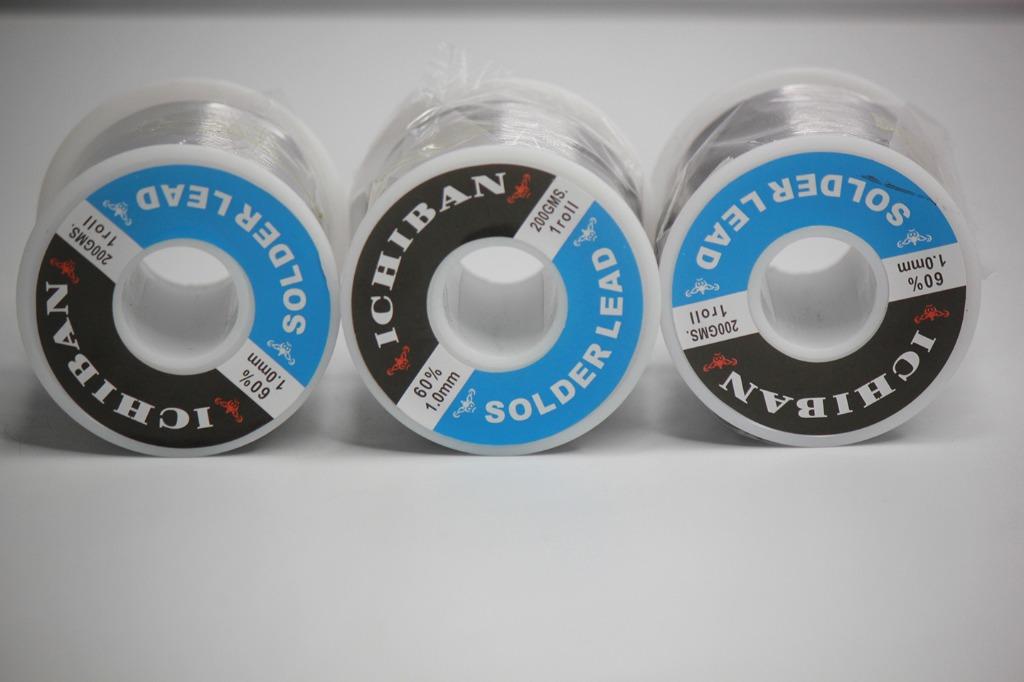 SOLDER LEAD
200GMS.
1roll
60%
1.0mm
ICHIBAN
ICHIBAN
200GMS.
1roll
60%
1.0mm
SOLDER LEAD
SOLDER LEAD
60%
1.0mm
200GMS.
1roll
ICHIBAN